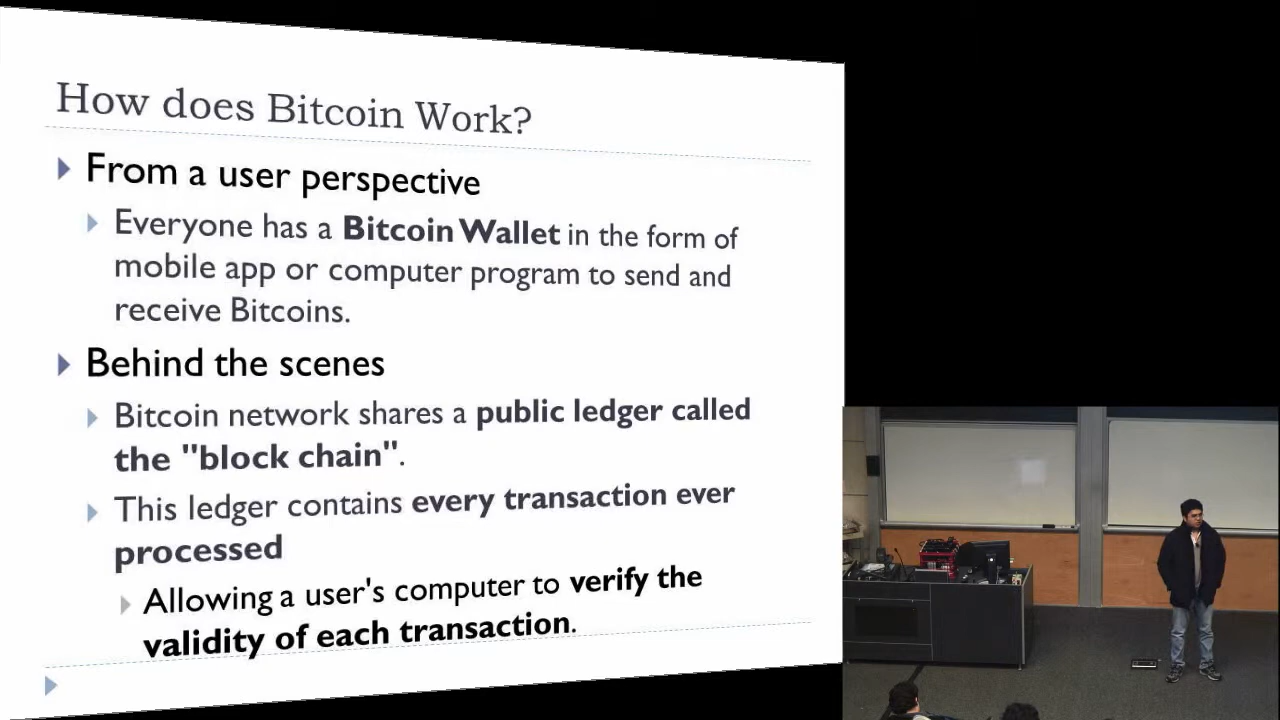 How does Bitcoin Work?
From a user perspective
Everyone has a Bitcoin Wallet in the form of
mobile app or computer program to send and
receive Bitcoins.
Behind the scenes
Bitcoin network shares a public ledger called
the "block chain".
This ledger contains every transaction ever
processed
Allowing a user's computer to verify the
validity of each transaction.